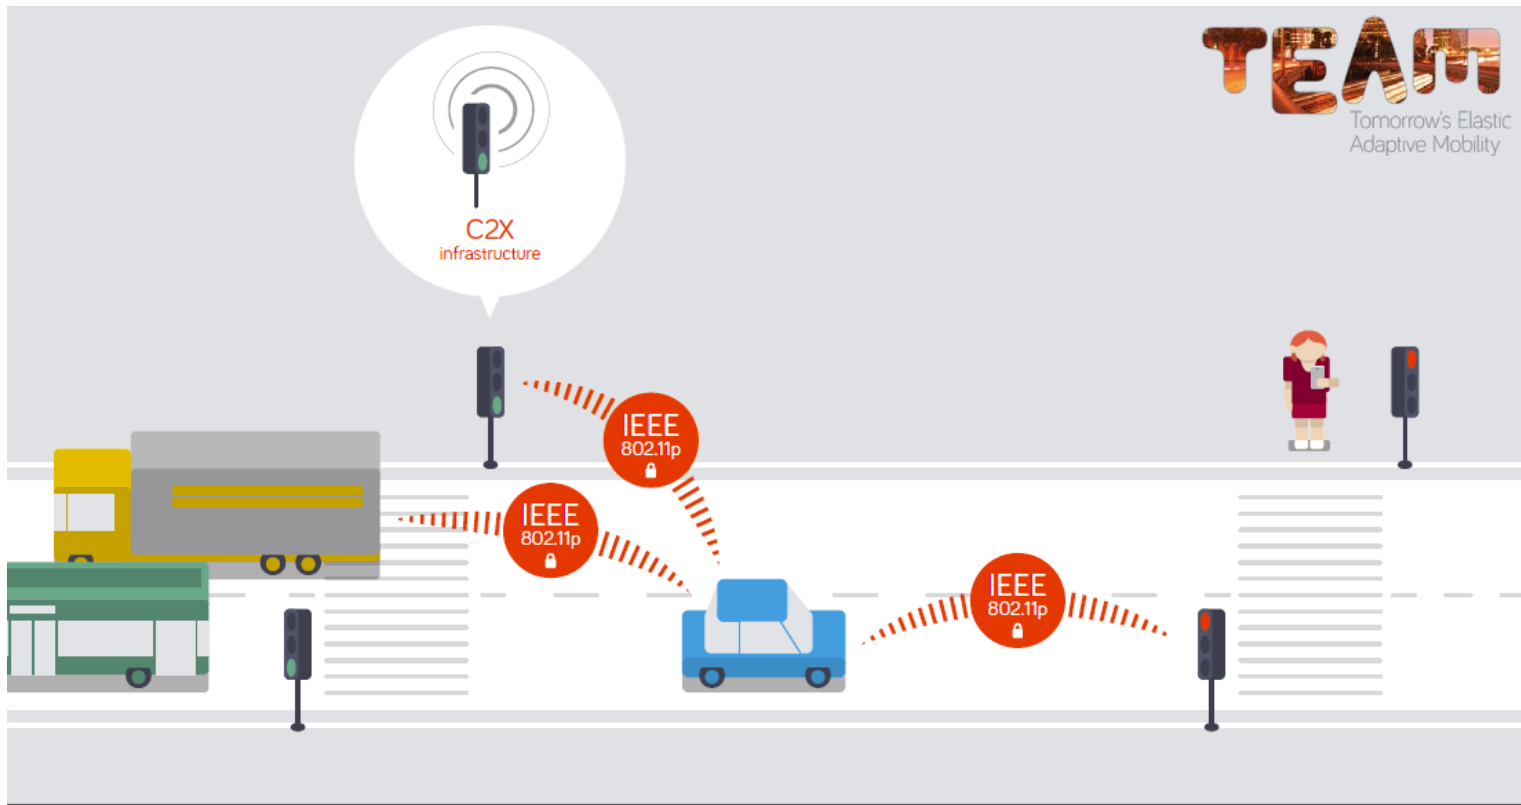 TEAM
Tomorrow's Elastic
Adaptive Mobility
C2X
infrastructure
IEEE
802.11p
IEEE
802.11p
IEEE
802.11p